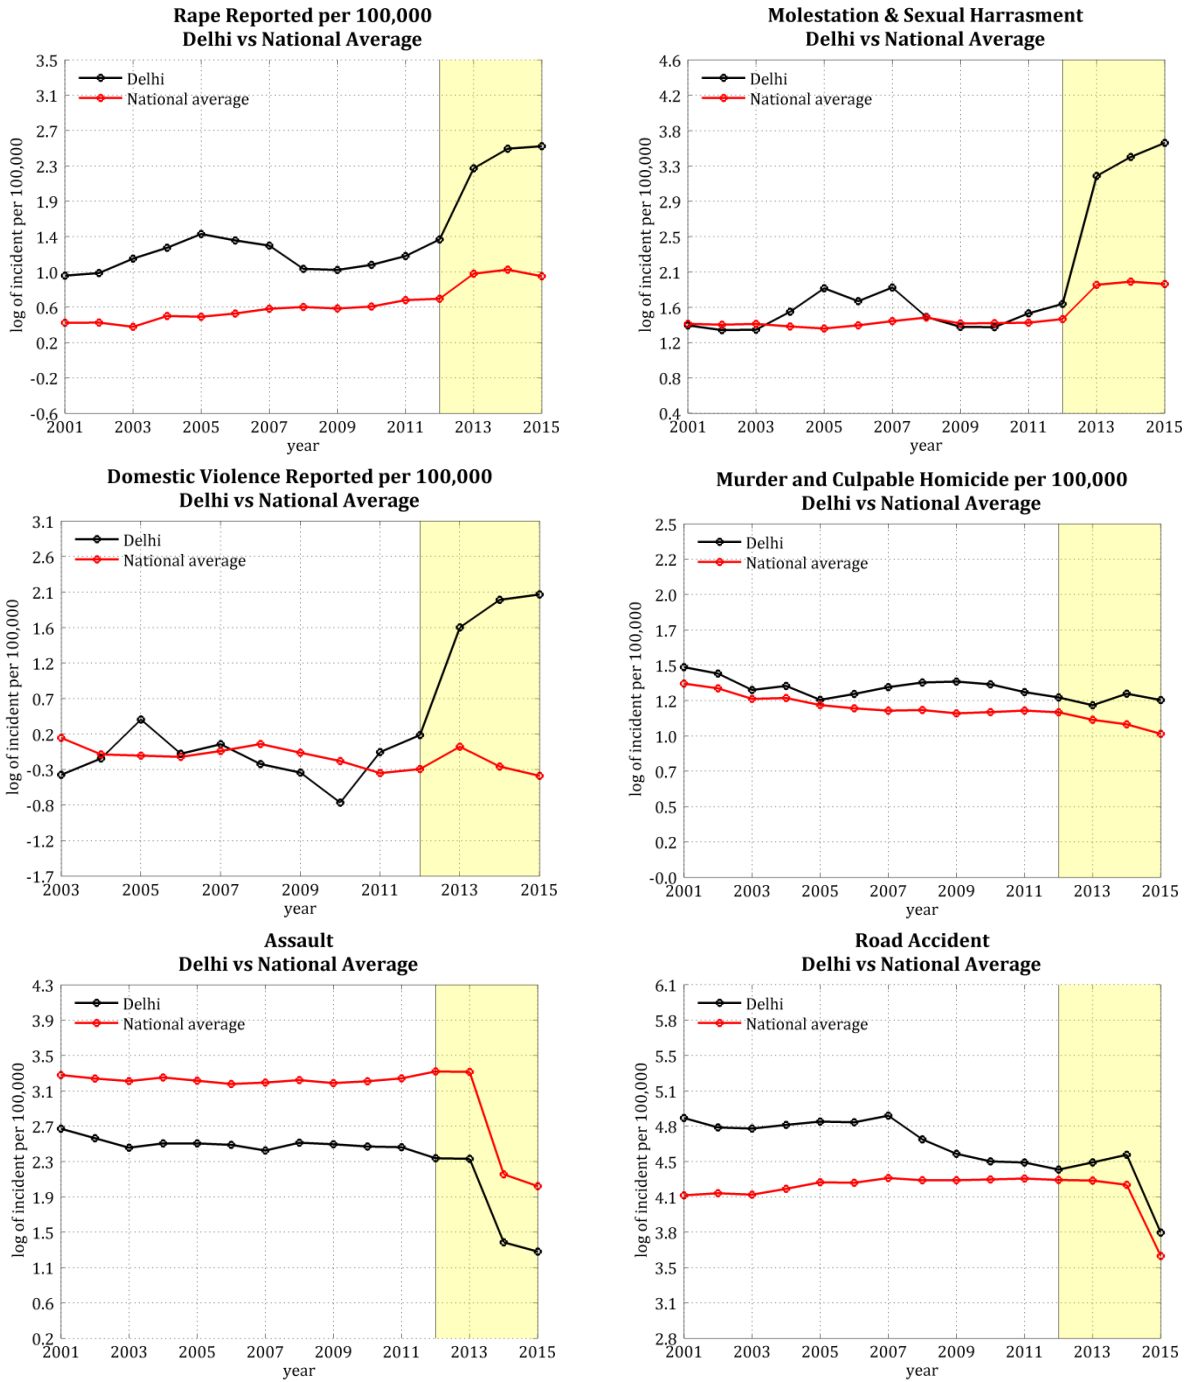 Rape Reported per 100,000
Delhi vs National Average
3.5
3.1
2.7
2.3
1.9
1.4
1.0
0.6
0.2
-0.2
-0.6
log of incident per 100,000
Delhi
National average
2001 2003 2005 2007 2009 2011 2013 2015
year
Molestation & Sexual Harrasment
Delhi vs National Average
4.6
4.2
3.8
3.3
2.9
2.5
2.1
1.6
1.2
0.8
0.4
log of incident per 100,000
Delhi
National average
2001 2003 2005 2007 2009 2011 2013 2015
year
Domestic Violence Reported per 100,000
Delhi vs National Average
3.1
2.6
2.1
1.6
1.2
0.7
0.2
-0.3
-0.8
-1.2
-1.7
log of incident per 100,000
Delhi
National average
2003 2005 2007 2009 2011 2013 2015
year
Murder and Culpable Homicide per 100,000
Delhi vs National Average
2.5
2.2
2.0
1.7
1.5
1.2
1.0
0.7
0.5
0.2
-0.0
log of incident per 100,000
Delhi
National average
2001 2003 2005 2007 2009 2011 2013 2015
year
Assault
Delhi vs National Average
4.3
3.9
3.5
3.1
2.7
2.3
1.9
1.5
1.1
0.6
0.2
log of incident per 100,000
Delhi
National average
2001 2003 2005 2007 2009 2011 2013 2015
year
Road Accident
Delhi vs National Average
6.1
5.8
5.5
5.1
4.8
4.5
4.1
3.8
3.5
3.1
2.8
log of incident per 100,000
Delhi
National average
2001 2003 2005 2007 2009 2011 2013 2015
year